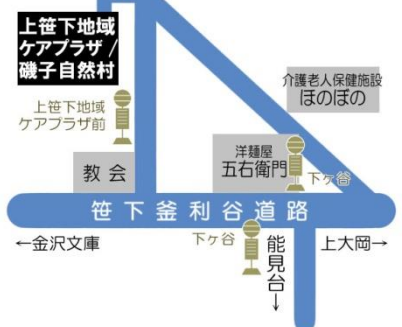 上笹下地域
ケアプラザ /
磯子自然村
上笹下地域
ケアプラザ前
介護老人保健施設
ほのぼの
教会
洋麺屋
五右衛門
下ヶ谷
笹下釜利谷道路
←金沢文庫
下ヶ谷
能見台→
上大岡→